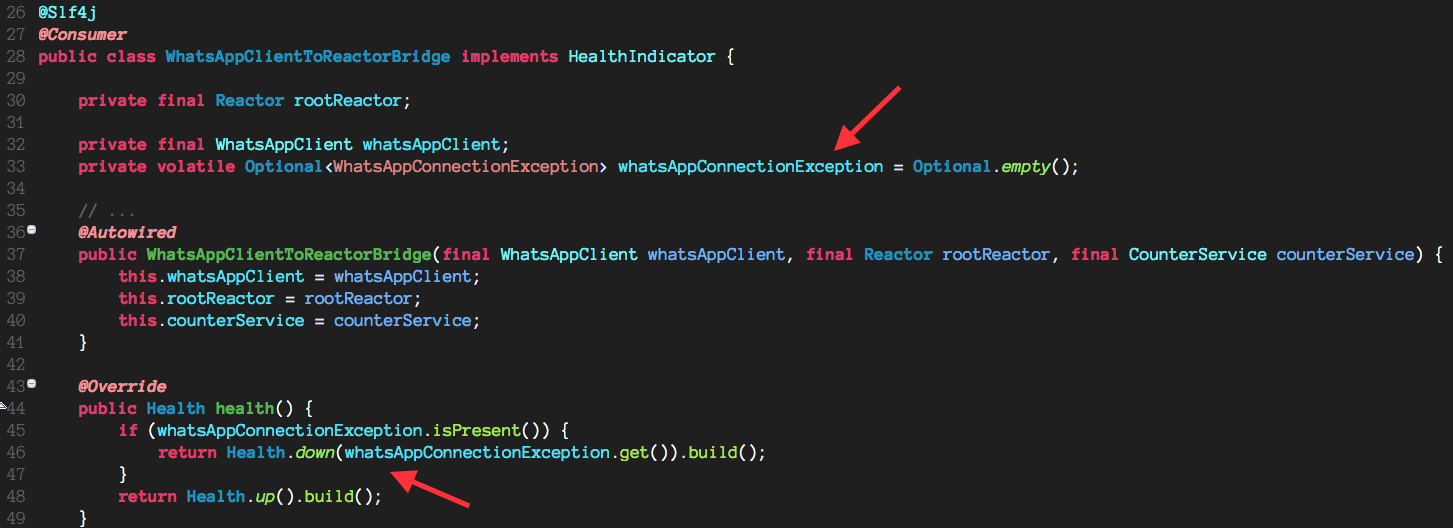 26 @Slf4j
27 @Consumer
28 public class WhatsAppClientToReactorBridge implements HealthIndicator {
29
30     private final Reactor rootReactor;
31
32     private final WhatsAppClient whatsAppClient;
33     private volatile Optional<WhatsAppConnectionException> whatsAppConnectionException = Optional.empty();
34
35     // ...
36     @Autowired
37     public WhatsAppClientToReactorBridge(final WhatsAppClient whatsAppClient, final Reactor rootReactor, final CounterService counterService) {
38         this.whatsAppClient = whatsAppClient;
39         this.rootReactor = rootReactor;
40         this.counterService = counterService;
41     }
42
43     @Override
44     public Health health() {
45         if (whatsAppConnectionException.isPresent()) {
46             return Health.down(whatsAppConnectionException.get()).build();
47         }
48         return Health.up().build();
49     }